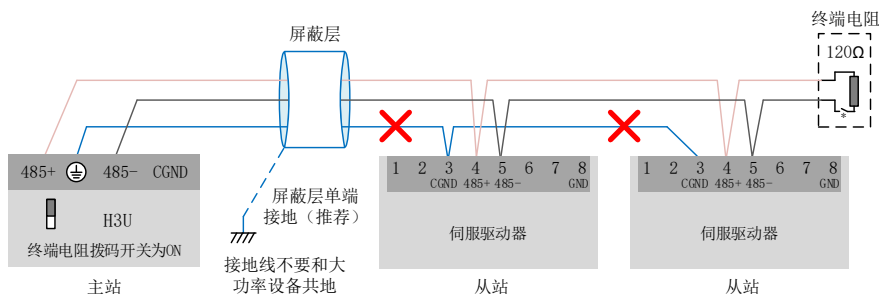 终端电阻
屏蔽层
120Ω
*
485+ 485- CGND
1 2 3 4 5 6 7 8
CGND 485+ 485- GND
1 2 3 4 5 6 7 8
CGND 485+ 485- GND
H3U
终端电阻拨码开关为ON
屏蔽层单端
接地（推荐）
伺服驱动器
伺服驱动器
接地线不要和大
功率设备共地
主站
从站
从站